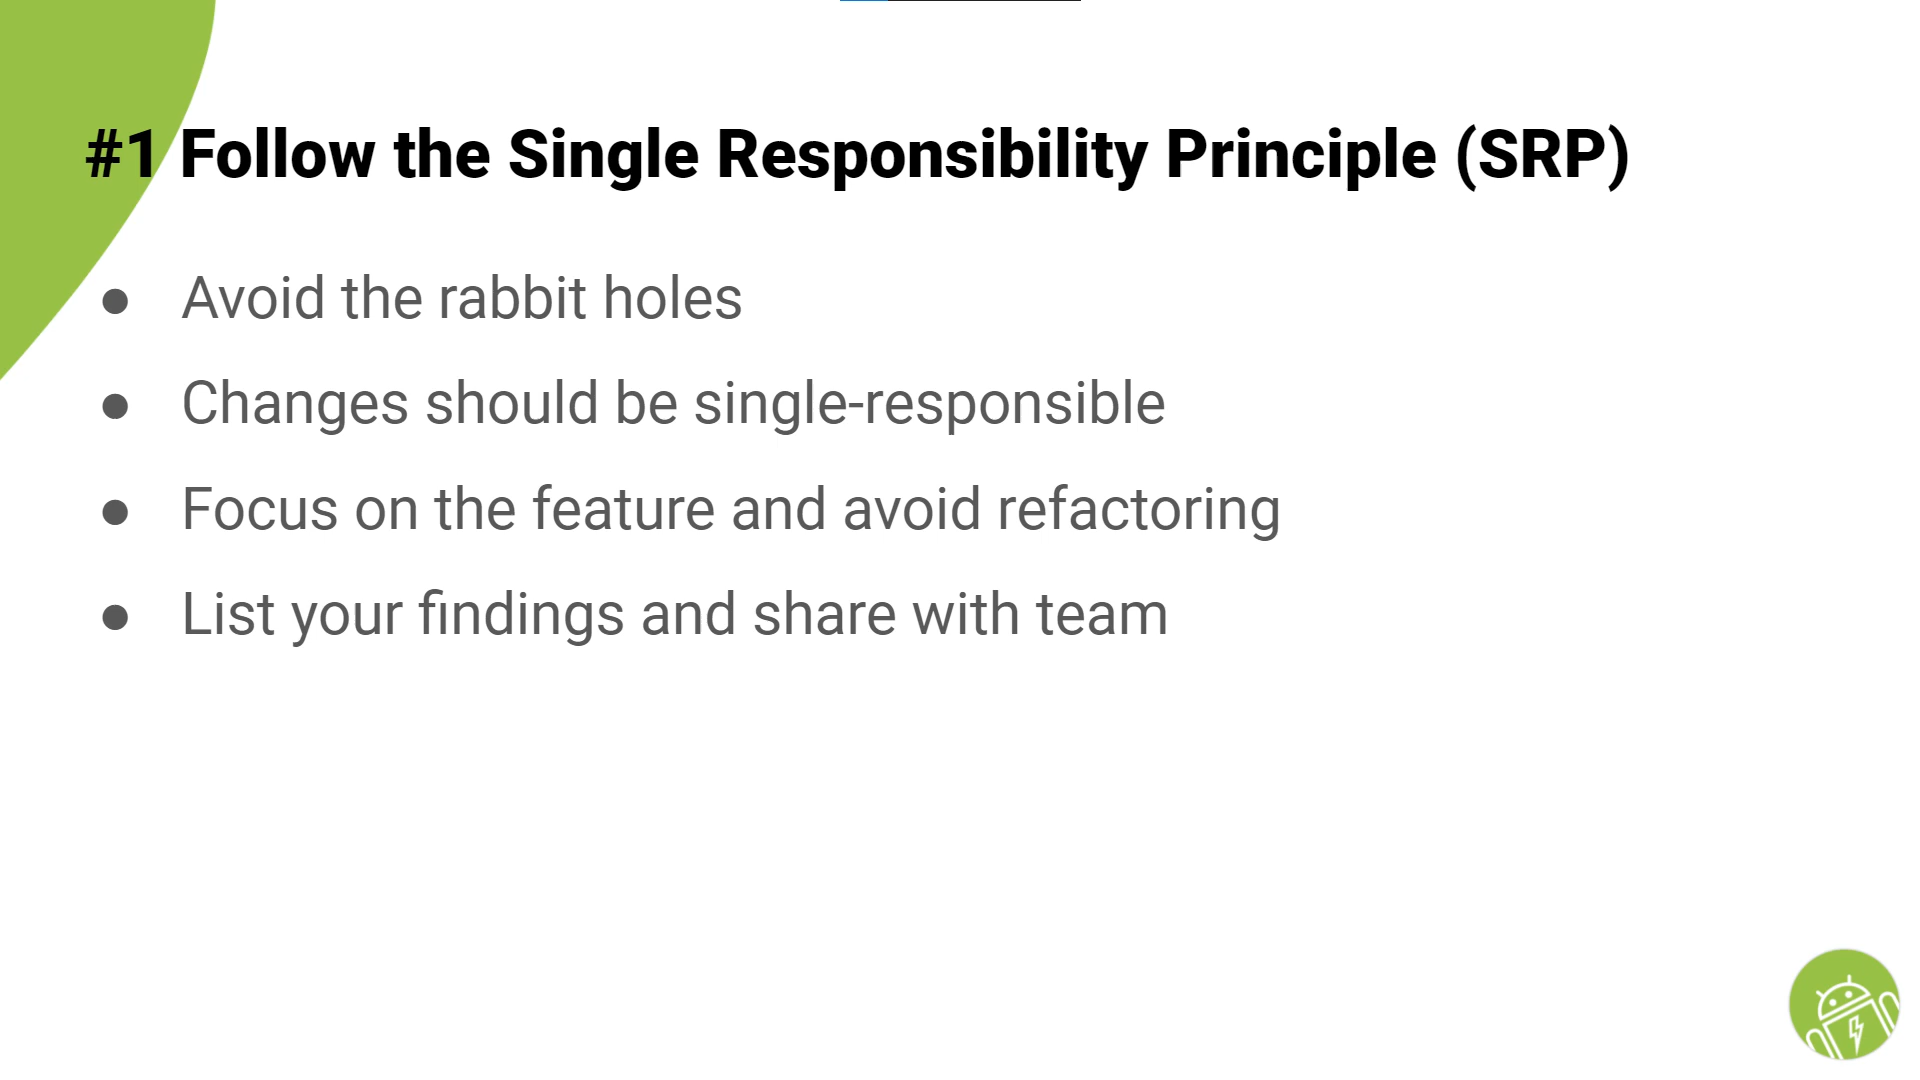 #1 Follow the Single Responsibility Principle (SRP)
● Avoid the rabbit holes
● Changes should be single-responsible
● Focus on the feature and avoid refactoring
● List your findings and share with team